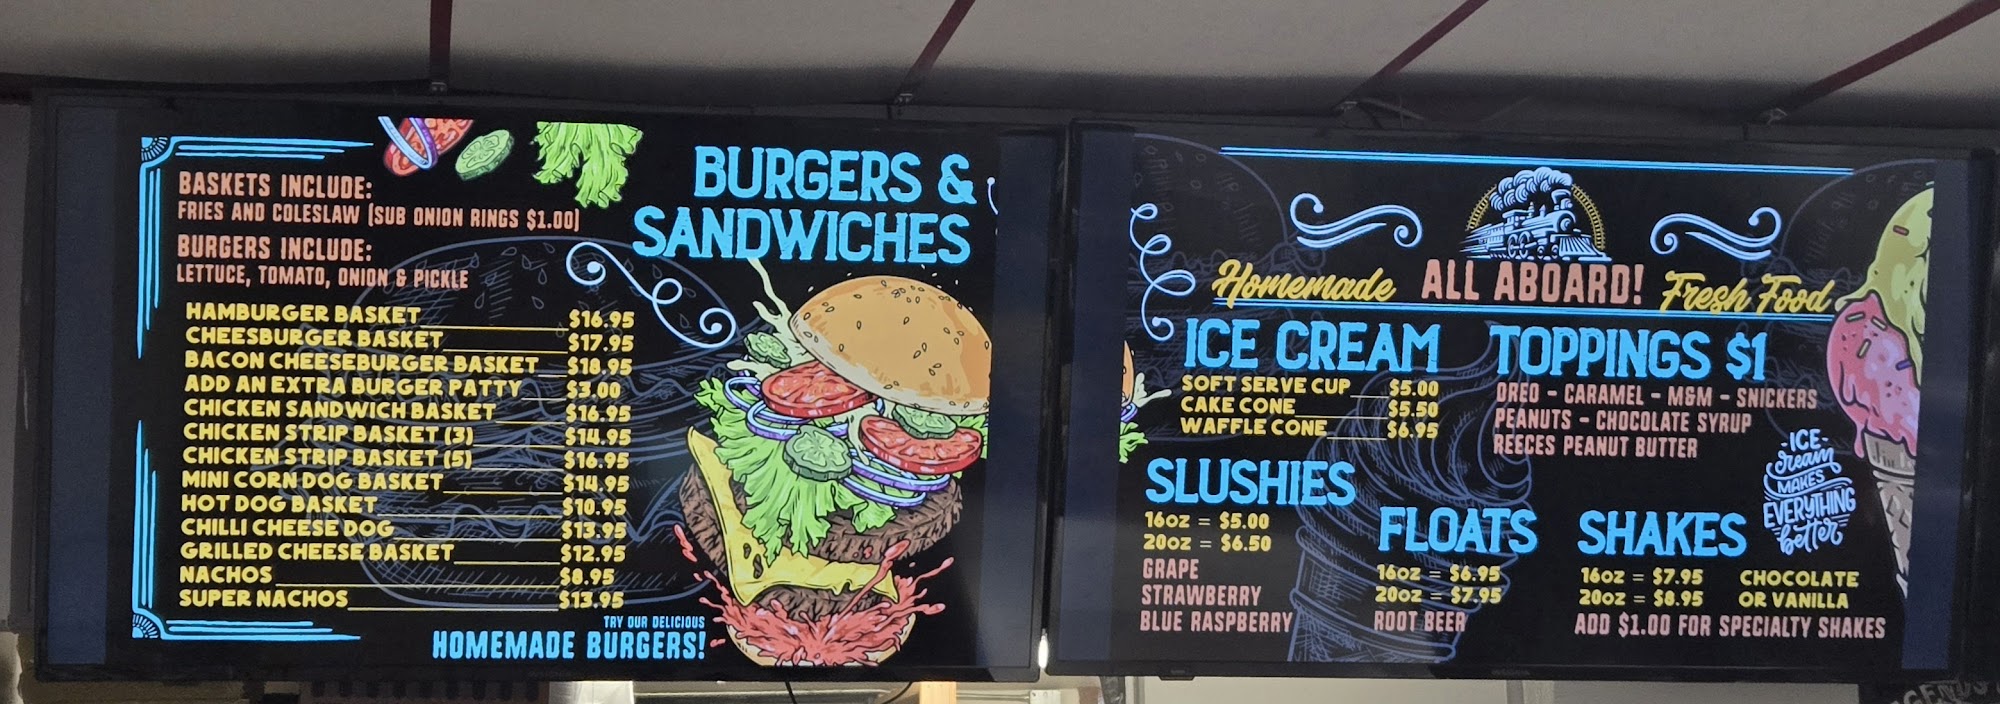 BURGERS &
SANDWICHES
BASKETS INCLUDE:
FRIES AND COLESLAW (SUB ONION RINGS $1.00)
BURGERS INCLUDE:
LETTUCE, TOMATO, ONION & PICKLE
HAMBURGER BASKET $16.95
CHEESBURGER BASKET $17.95
BACON CHEESEBURGER BASKET $18.95
ADD AN EXTRA BURGER PATTY $3.00
CHICKEN SANDWICH BASKET $16.95
CHICKEN STRIP BASKET (3) $14.95
CHICKEN STRIP BASKET (5) $16.95
MINI CORN DOG BASKET $14.95
HOT DOG BASKET $10.95
CHILLI CHEESE DOG $13.95
GRILLED CHEESE BASKET $12.95
NACHOS $8.95
SUPER NACHOS $13.95
TRY OUR DELICIOUS
HOMEMADE BURGERS!
Homemade ALL ABOARD! Fresh Food
ICE CREAM
SOFT SERVE CUP $5.00
CAKE CONE $5.50
WAFFLE CONE $6.95
TOPPINGS $1
OREO - CARAMEL - M&M - SNICKERS
PEANUTS - CHOCOLATE SYRUP
REECES PEANUT BUTTER
-ICE-
cream
MAKES
EVERYTHING
better
SLUSHIES
16oz = $5.00
20oz = $6.50
GRAPE
STRAWBERRY
BLUE RASPBERRY
FLOATS
16oz = $6.95
20oz = $7.95
ROOT BEER
SHAKES
16oz = $7.95
20oz = $8.95
CHOCOLATE
OR VANILLA
ADD $1.00 FOR SPECIALTY SHAKES